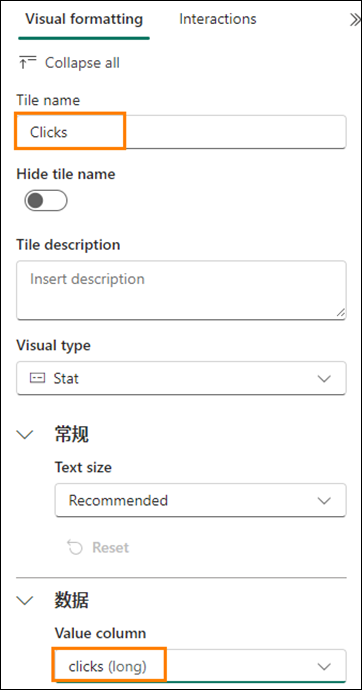 Visual formatting
Interactions
Collapse all
Tile name
Clicks
Hide tile name
Tile description
Insert description
Visual type
Stat
常规
Text size
Recommended
Reset
数据
Value column
clicks (long)